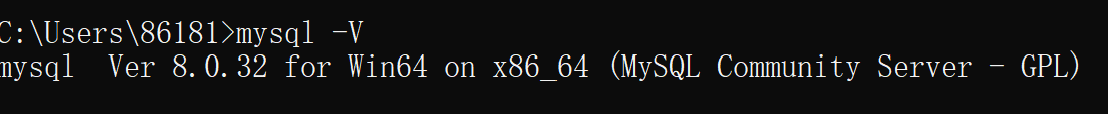 C:\Users\86181>mysql -V
mysql  Ver 8.0.32 for Win64 on x86_64 (MySQL Community Server - GPL)